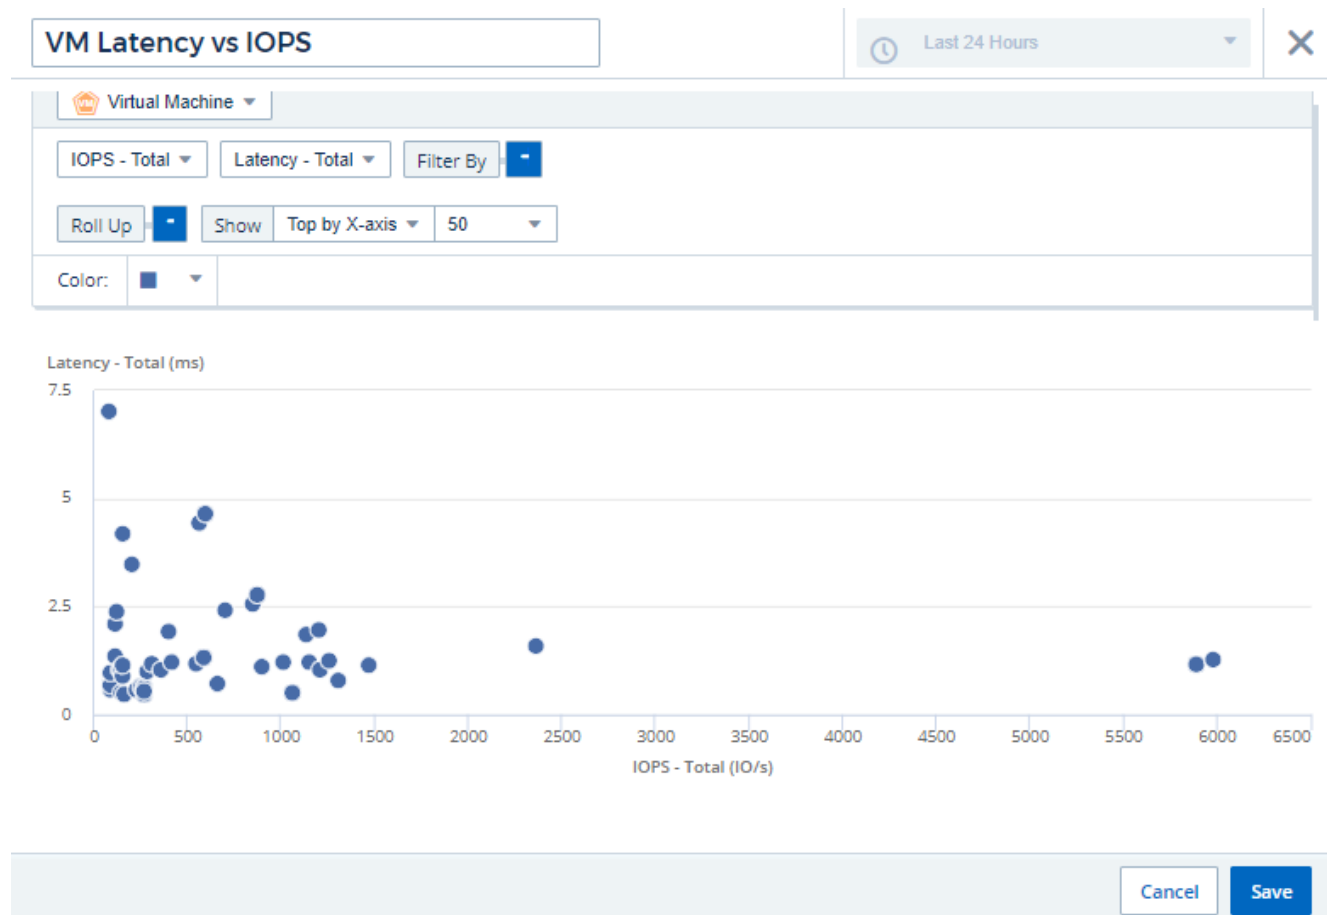 VM Latency vs IOPS
Last 24 Hours
VM Virtual Machine
IOPS - Total Latency - Total Filter By -
Roll Up - Show Top by X-axis 50
Color:
Latency - Total (ms)
7.5
5
2.5
0
0 500 1000 1500 2000 2500 3000 3500 4000 4500 5000 5500 6000 6500
IOPS - Total (IO/s)
Cancel Save